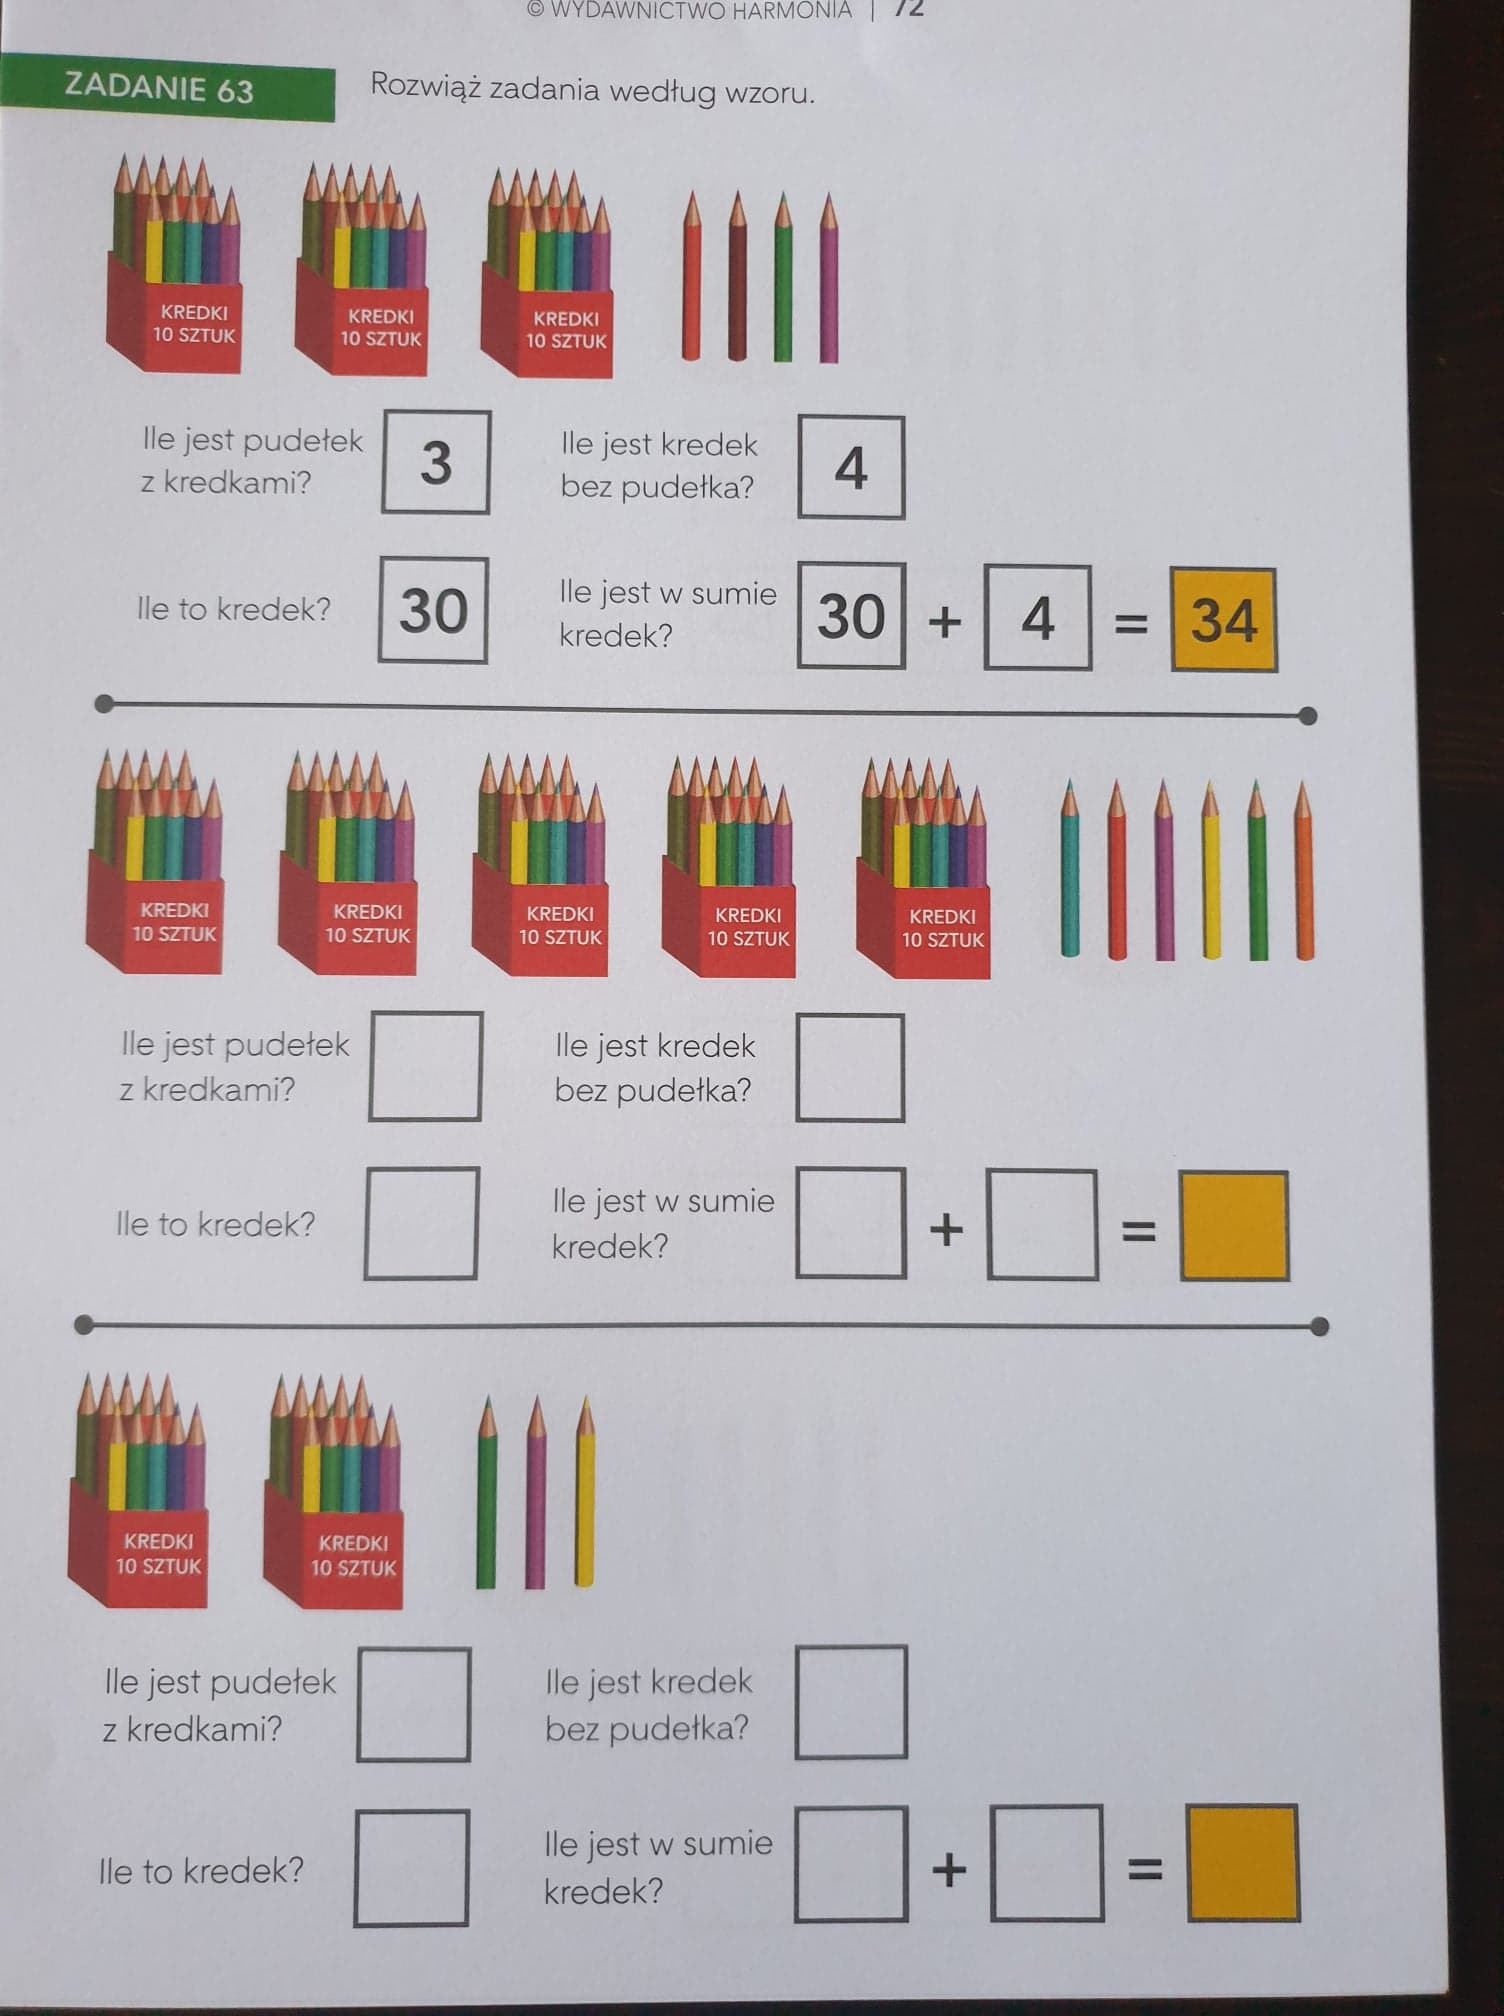 © WYDAWNICTWO HARMONIA | 72
ZADANIE 63
Rozwiąż zadania według wzoru.
KREDKI
10 SZTUK
KREDKI
10 SZTUK
KREDKI
10 SZTUK
Ile jest pudełek
z kredkami?
3
Ile jest kredek
bez pudełka?
4
Ile to kredek?
30
Ile jest w sumie
kredek?
30 + 4 = 34
KREDKI
10 SZTUK
KREDKI
10 SZTUK
KREDKI
10 SZTUK
KREDKI
10 SZTUK
KREDKI
10 SZTUK
Ile jest pudełek
z kredkami?
Ile jest kredek
bez pudełka?
Ile to kredek?
Ile jest w sumie
kredek?
+ =
KREDKI
10 SZTUK
KREDKI
10 SZTUK
Ile jest pudełek
z kredkami?
Ile jest kredek
bez pudełka?
Ile to kredek?
Ile jest w sumie
kredek?
+ =